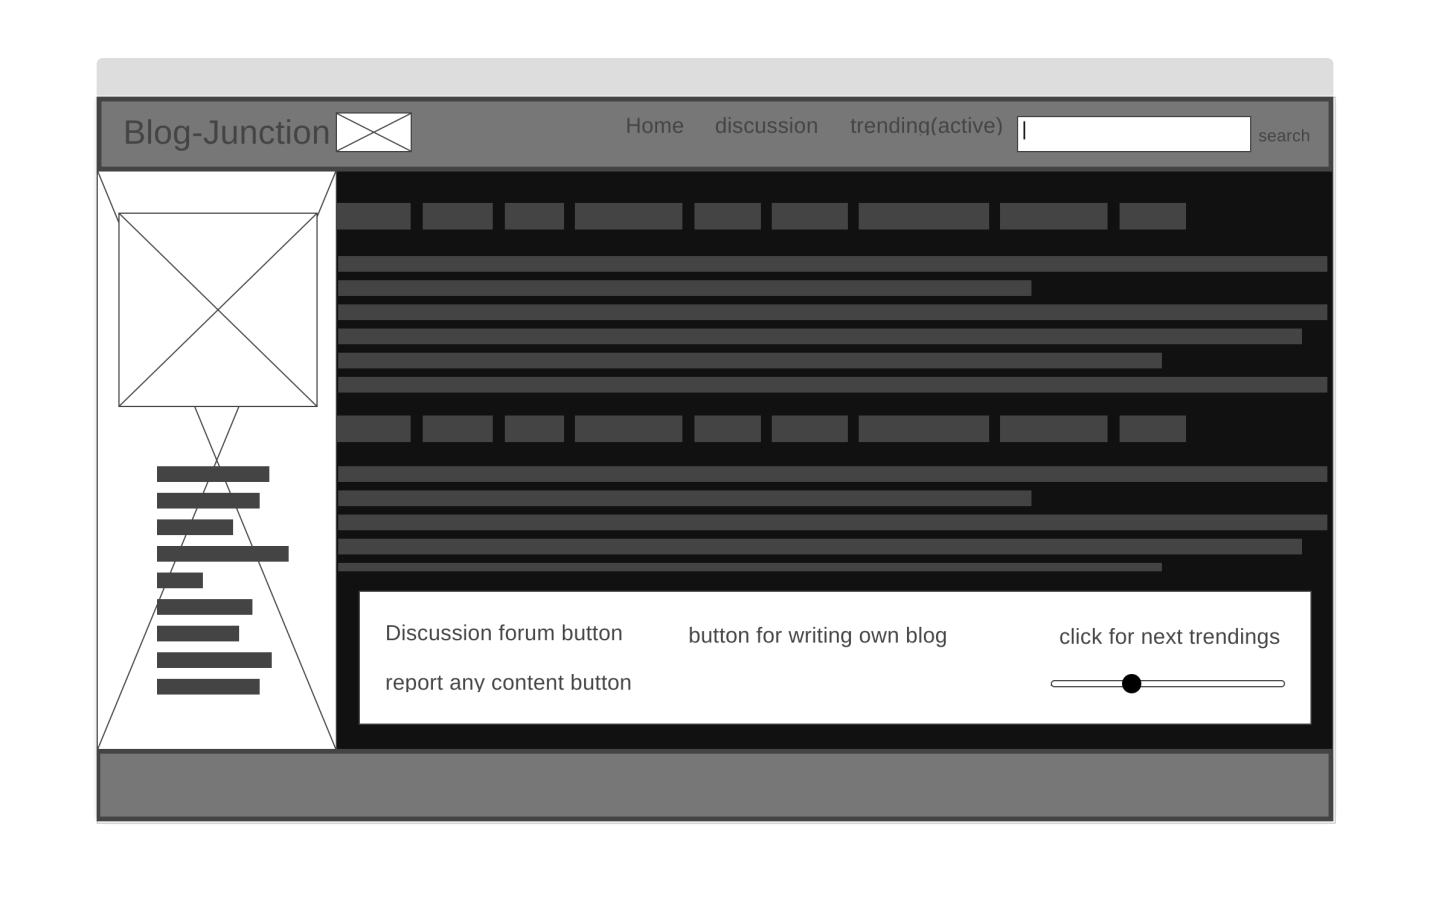 Blog-Junction
Home discussion trending(active) search
Discussion forum button button for writing own blog click for next trendings
report any content button